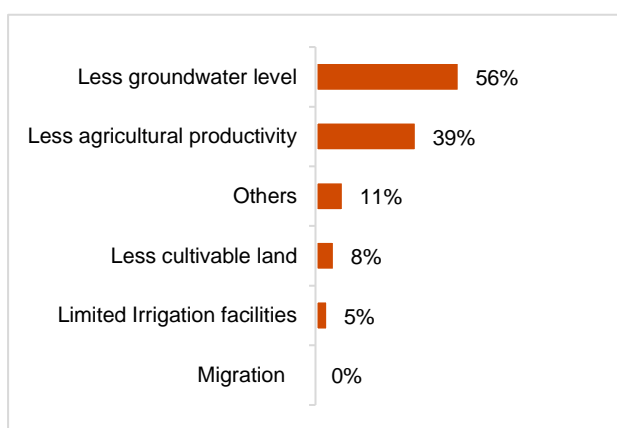 Less groundwater level 56%
Less agricultural productivity 39%
Others 11%
Less cultivable land 8%
Limited Irrigation facilities 5%
Migration 0%